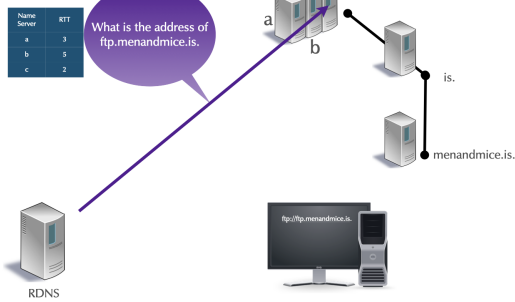 Name Server RTT
a 3
b 5
c 2
What is the address of
ftp.menandmice.is.
a
b
is.
menandmice.is.
ftp://ftp.menandmice.is.
RDNS